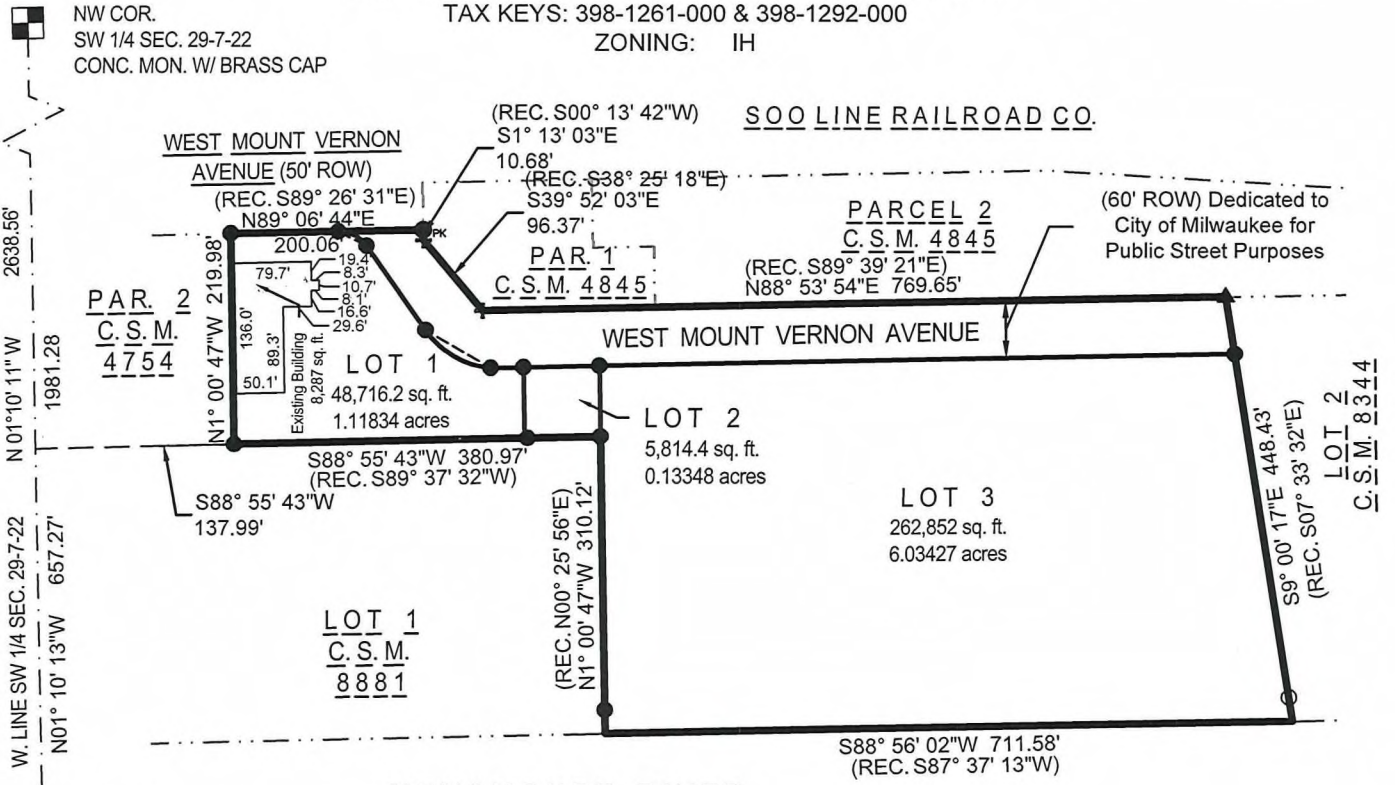 NW COR.
SW 1/4 SEC. 29-7-22
CONC. MON. W/ BRASS CAP
TAX KEYS: 398-1261-000 & 398-1292-000
ZONING: IH
WEST MOUNT VERNON
AVENUE (50' ROW)
(REC. S89° 26' 31"E)
N89° 06' 44"E
200.06'
(REC. S00° 13' 42"W)
S1° 13' 03"E
10.68'
(REC. S38° 25' 18"E)
S39° 52' 03"E
96.37'
PK
SOO LINE RAILROAD CO.
PAR. 1
C.S.M. 4845
PARCEL 2
C.S.M. 4845
(REC. S89° 39' 21"E)
N88° 53' 54"E 769.65'
(60' ROW) Dedicated to
City of Milwaukee for
Public Street Purposes
WEST MOUNT VERNON AVENUE
2638.56'
N01°10' 11" W
1981.28
W. LINE SW 1/4 SEC. 29-7-22
N01° 10' 13"W 657.27'
PAR. 2
C.S.M.
4754
N1° 00' 47"W 219.98'
79.7'
19.4'
8.3'
10.7'
8.1'
16.6'
29.6'
136.0'
89.3'
50.1'
Existing Building
8,287 sq. ft.
LOT 1
48,716.2 sq. ft.
1.11834 acres
LOT 2
5,814.4 sq. ft.
0.13348 acres
S88° 55' 43"W 380.97'
(REC. S89° 37' 32"W)
S88° 55' 43"W
137.99'
LOT 3
262,852 sq. ft.
6.03427 acres
(REC. N00° 25' 56"E)
N1° 00' 47"W 310.12'
LOT 1
C.S.M.
8881
S9° 00' 17"E 448.43'
(REC. S07° 33' 32"E)
LOT 2
C.S.M. 8344
S88° 56' 02"W 711.58'
(REC. S87° 37' 13"W)